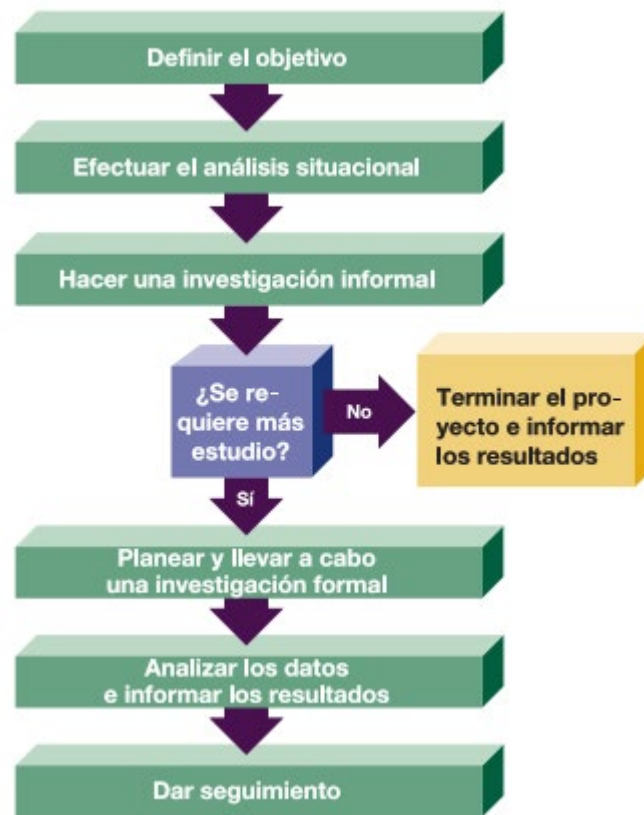 Definir el objetivo
Efectuar el análisis situacional
Hacer una investigación informal
¿Se re-
quiere más
estudio?
No
Terminar el pro-
yecto e informar
los resultados
Sí
Planear y llevar a cabo
una investigación formal
Analizar los datos
e informar los resultados
Dar seguimiento